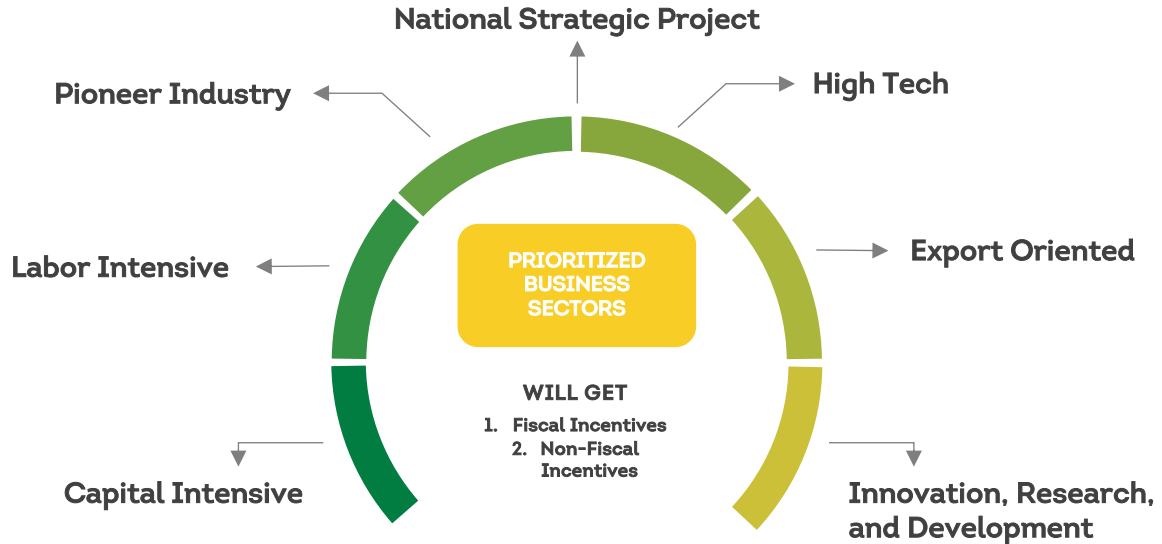 National Strategic Project
Pioneer Industry
High Tech
Labor Intensive
Export Oriented
PRIORITIZED
BUSINESS
SECTORS
WILL GET
1. Fiscal Incentives
2. Non-Fiscal
Incentives
Capital Intensive
Innovation, Research,
and Development